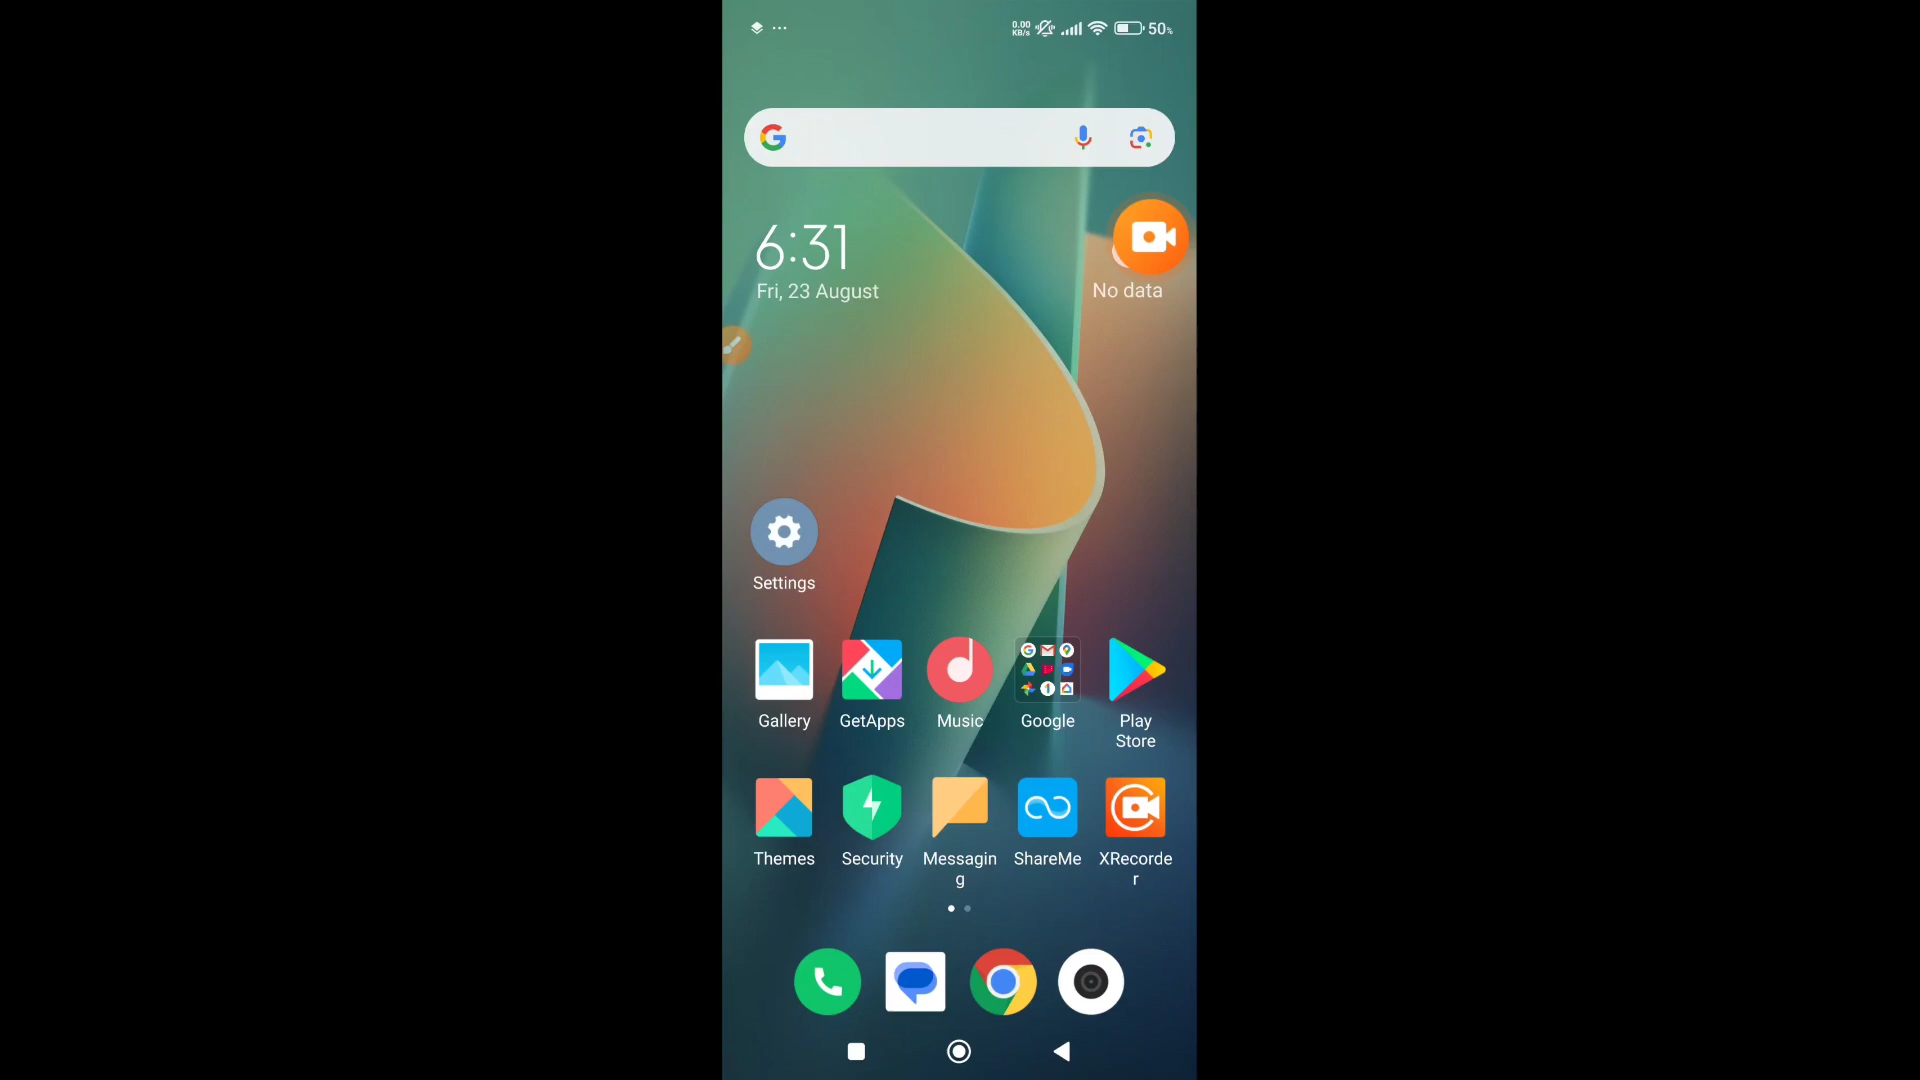 0.00
KB/s
50%
6:31
Fri, 23 August
No data
Settings
Gallery
GetApps
Music
Google
Play
Store
Themes
Security
Messagin
g
ShareMe
XRecorde
r